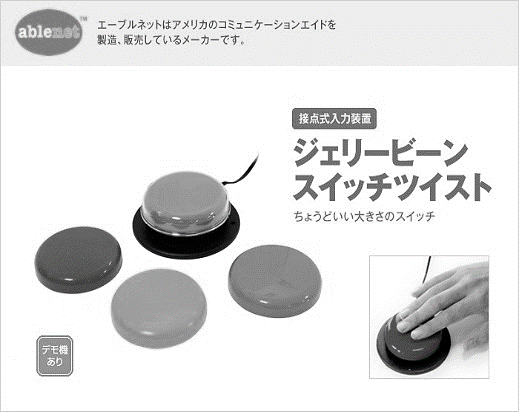 ablenet™
エーブルネットはアメリカのコミュニケーションエイドを
製造、販売しているメーカーです。
接点式入力装置
ジェリービーン
スイッチツイスト
ちょうどいい大きさのスイッチ
デモ機
あり